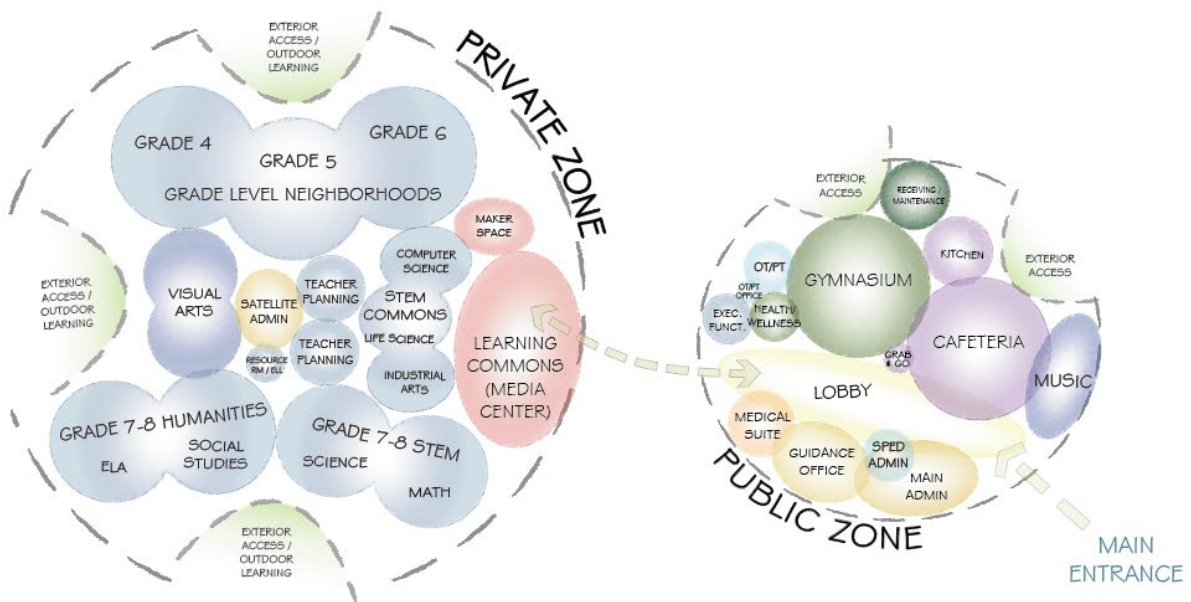 EXTERIOR
ACCESS /
OUTDOOR
LEARNING
PRIVATE ZONE
GRADE 4
GRADE 5
GRADE 6
GRADE LEVEL NEIGHBORHOODS
MAKER
SPACE
COMPUTER
SCIENCE
EXTERIOR
ACCESS /
OUTDOOR
LEARNING
VISUAL
ARTS
SATELLITE
ADMIN
TEACHER
PLANNING
STEM
COMMONS
LIFE SCIENCE
TEACHER
PLANNING
RESOURCE
RM / ELL
INDUSTRIAL
ARTS
LEARNING
COMMONS
(MEDIA
CENTER)
GRADE 7-8 HUMANITIES
ELA
SOCIAL
STUDIES
GRADE 7-8 STEM
SCIENCE
MATH
EXTERIOR
ACCESS /
OUTDOOR
LEARNING
EXTERIOR
ACCESS
RECEIVING /
MAINTENANCE
OT/PT
GYMNASIUM
KITCHEN
EXTERIOR
ACCESS
OT/PT
OFFICE
EXEC.
FUNCT.
HEALTH/
WELLNESS
GRAB
& GO
CAFETERIA
MUSIC
LOBBY
MEDICAL
SUITE
GUIDANCE
OFFICE
SPED
ADMIN
MAIN
ADMIN
PUBLIC ZONE
MAIN
ENTRANCE